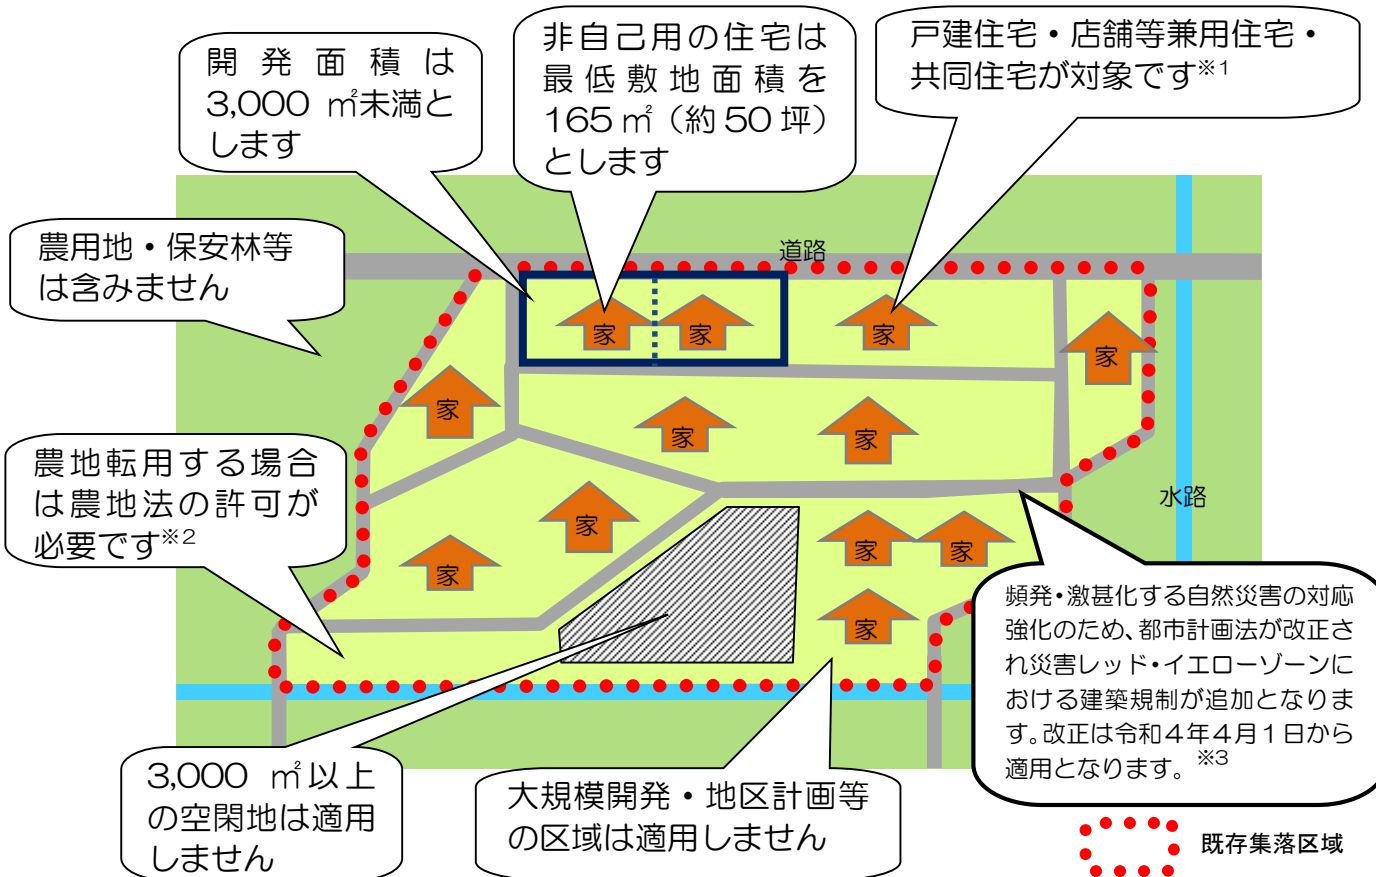 開発面積は
3,000 ㎡未満と
します
非自己用の住宅は
最低敷地面積を
165㎡（約50坪）
とします
戸建住宅・店舗等兼用住宅・
共同住宅が対象です※1
農用地・保安林等
は含みません
道路
家
家
家
家
家
家
家
農地転用する場合
は農地法の許可が
必要です※2
水路
家
家
家
家
家
頻発・激甚化する自然災害の対応
強化のため、都市計画法が改正さ
れ災害レッド・イエローゾーンに
おける建築規制が追加となりま
す。改正は令和４年４月１日から
適用となります。※3
3,000 ㎡以上
の空閑地は適用
しません
大規模開発・地区計画等
の区域は適用しません
既存集落区域